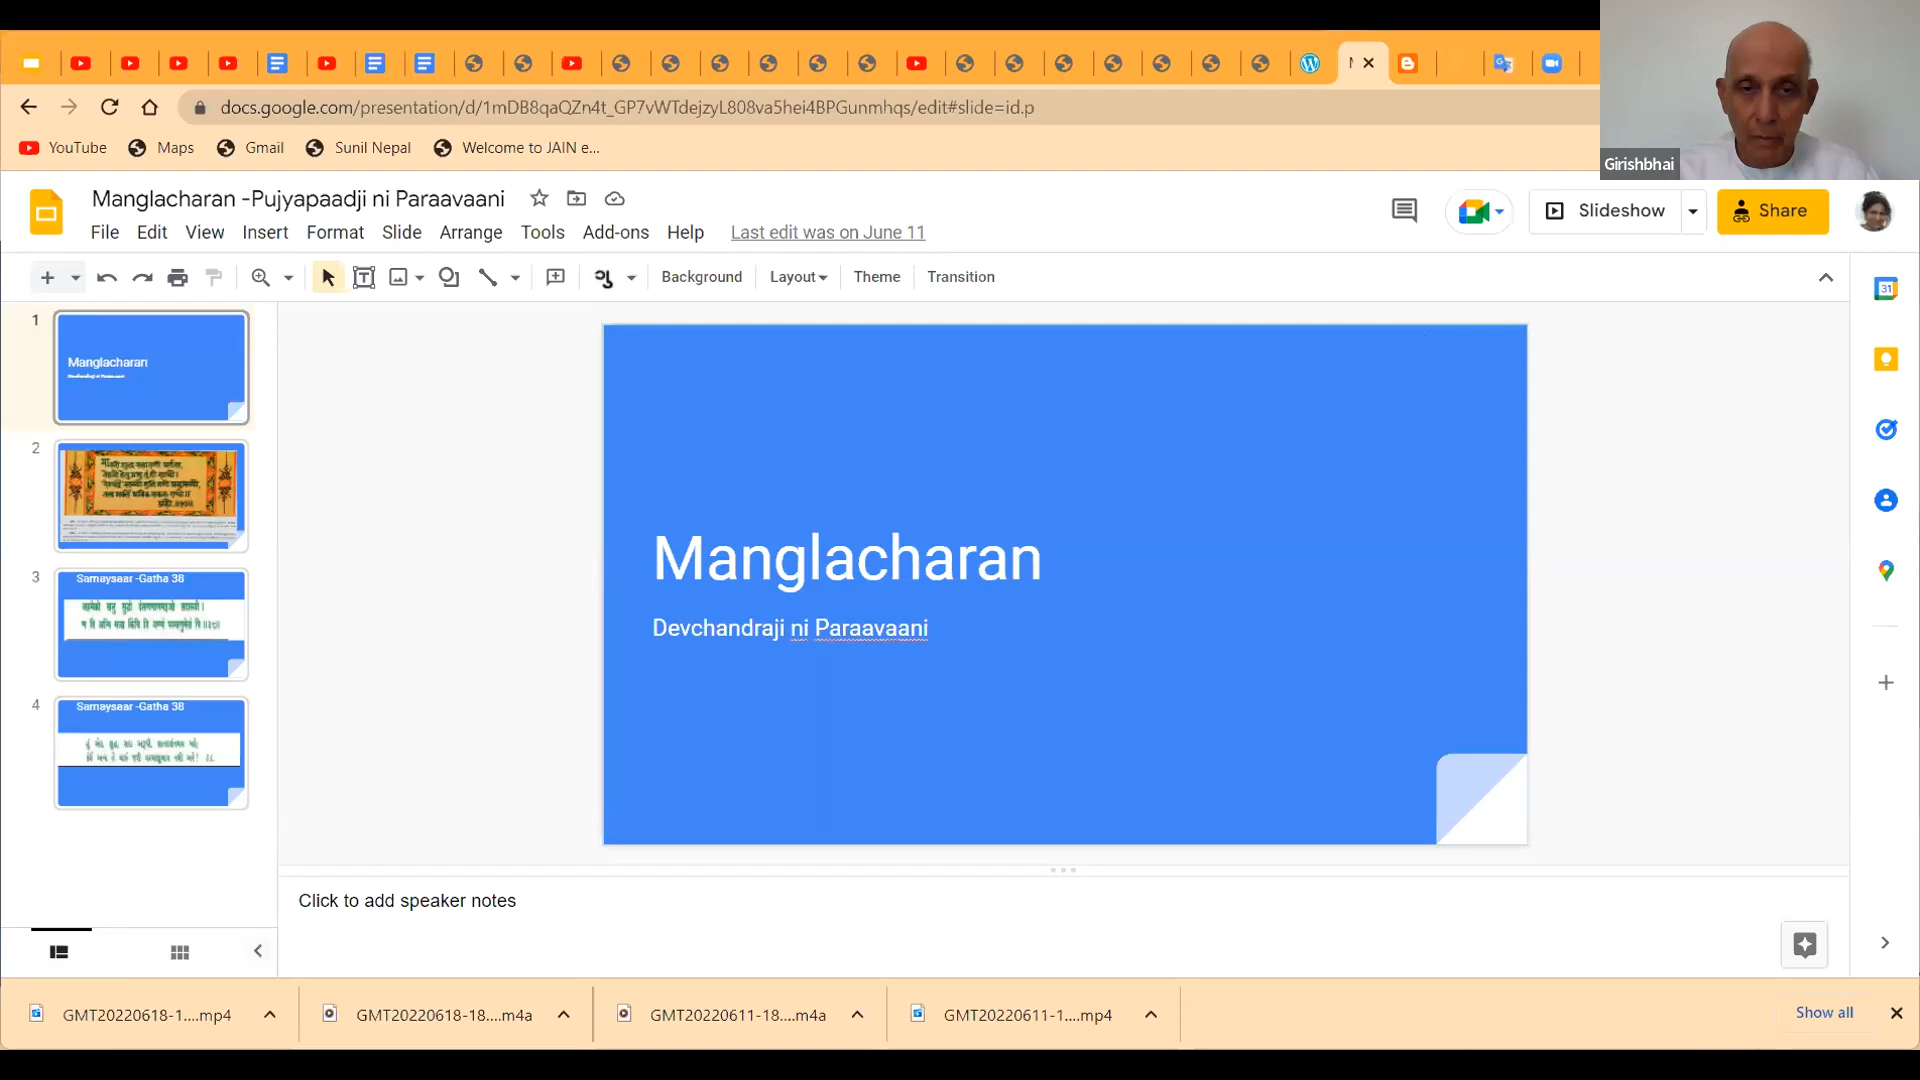 docs.google.com/presentation/d/1mDB8qaQZn4t_GP7vWTdejzyL808va5hei4BPGunmhqs/edit#slide=id.p
YouTube Maps Gmail Sunil Nepal Welcome to JAIN e...
Girishbhai
Manglacharan -Pujyapaadji ni Paraavaani
Slideshow Share
File Edit View Insert Format Slide Arrange Tools Add-ons Help Last edit was on June 11
Background Layout Theme Transition
31
1
Manglacharan
Devchandraji ni Paraavaani
2
3
Samaysaar -Gatha 38
4
Samaysaar -Gatha 38
Manglacharan
Devchandraji ni Paraavaani
Click to add speaker notes
GMT20220618-1....mp4 GMT20220618-18....m4a GMT20220611-18....m4a GMT20220611-1....mp4 Show all